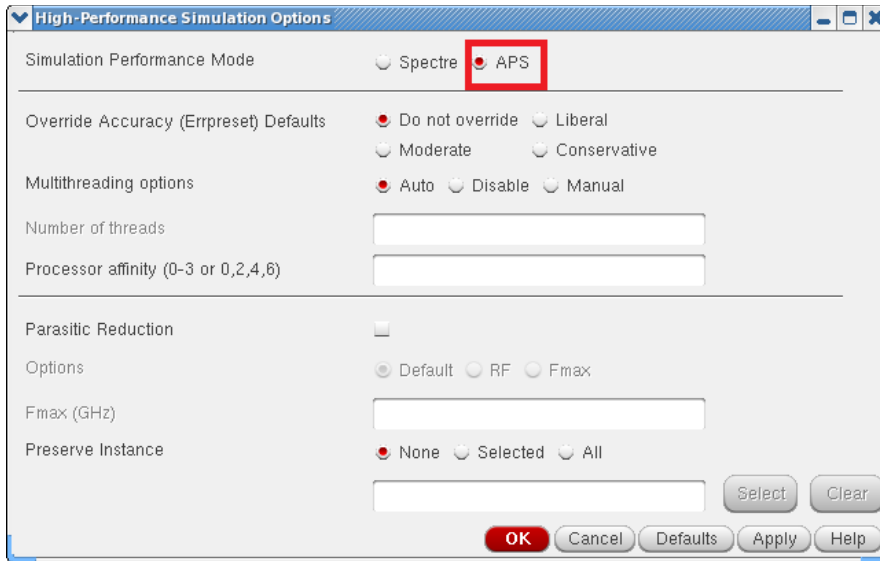 High-Performance Simulation Options
Simulation Performance Mode Spectre APS
Override Accuracy (Errpreset) Defaults Do not override Liberal
Moderate Conservative
Multithreading options Auto Disable Manual
Number of threads
Processor affinity (0-3 or 0,2,4,6)
Parasitic Reduction
Options Default RF Fmax
Fmax (GHz)
Preserve Instance None Selected All
Select Clear
OK Cancel Defaults Apply Help